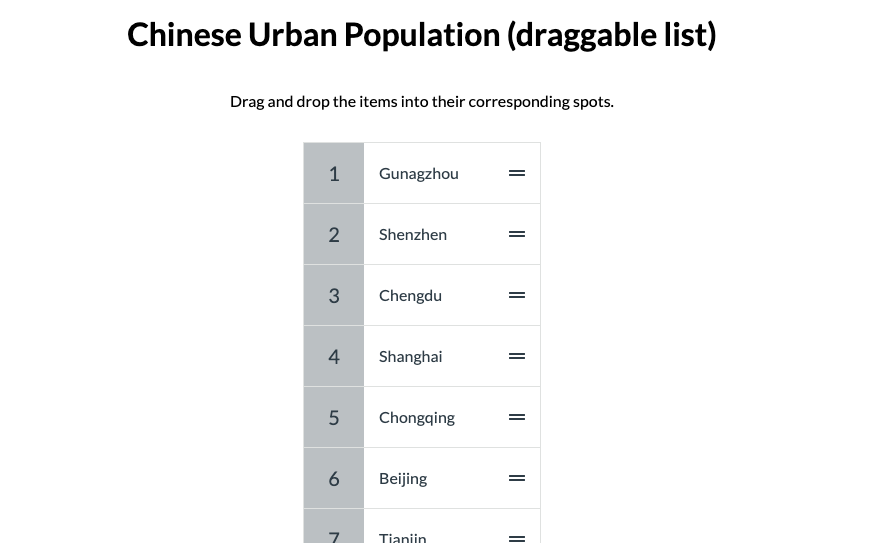 Chinese Urban Population (draggable list)
Drag and drop the items into their corresponding spots.
1 Gunagzhou
2 Shenzhen
3 Chengdu
4 Shanghai
5 Chongqing
6 Beijing
7 Tianjin